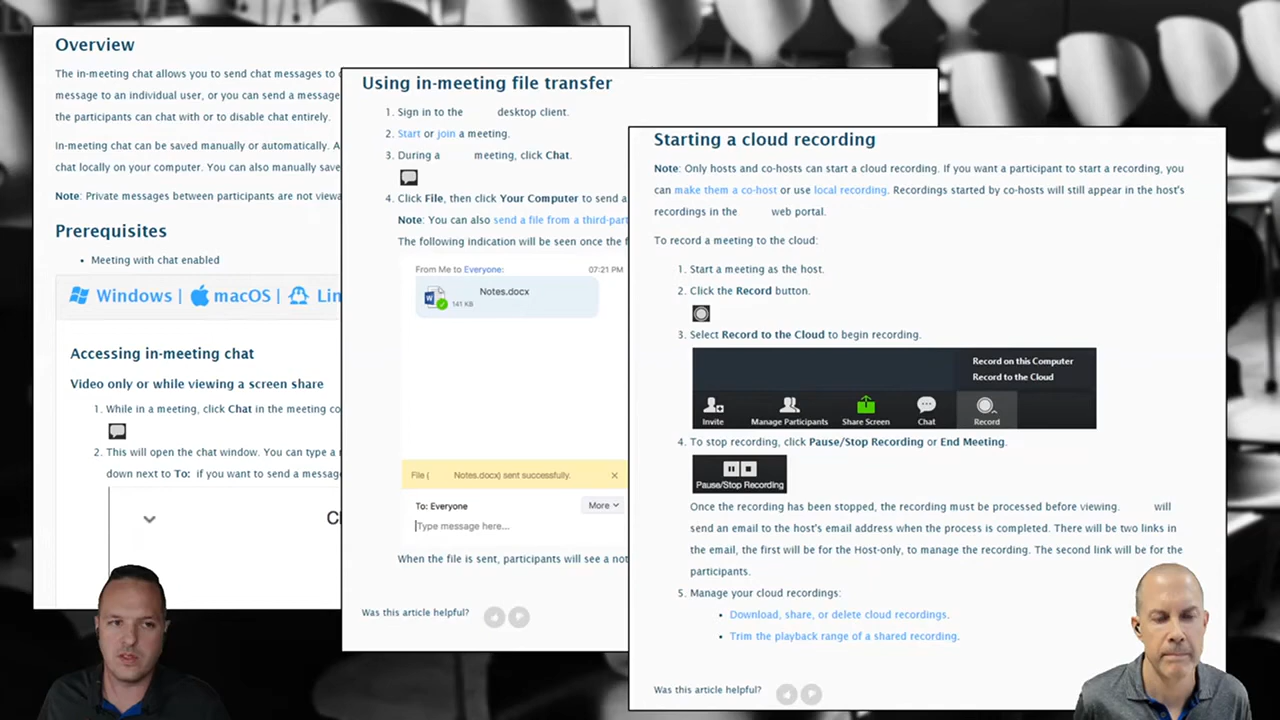 Overview
The in-meeting chat allows you to send chat messages to
message to an individual user, or you can send a message
the participants can chat with or to disable chat entirely.
In-meeting chat can be saved manually or automatically.
chat locally on your computer. You can also manually save
Note: Private messages between participants are not
Prerequisites
• Meeting with chat enabled
Windows | macOS |
Accessing in-meeting chat
Video only or while viewing a screen share
1. While in a meeting, click Chat in the meeting
2. This will open the chat window. You can type a
down next to To: if you want to send a
Using in-meeting file transfer
1. Sign in to the desktop client.
2. Start or join a meeting.
3. During a meeting, click Chat.
4. Click File, then click Your Computer to send a
Note: You can also send a file from a
The following indication will be seen once the
From Me to Everyone: 07:21 PM
Notes.docx
141 KB
File ( Notes.docx) sent successfully. ×
To: Everyone More
Type message here...
When the file is sent, participants will see a
Was this article helpful?
Starting a cloud recording
Note: Only hosts and co-hosts can start a cloud recording. If you want a participant to start a recording, you
can make them a co-host or use local recording. Recordings started by co-hosts will still appear in the host's
recordings in the web portal.
To record a meeting to the cloud:
1. Start a meeting as the host.
2. Click the Record button.
3. Select Record to the Cloud to begin recording.
Record on this Computer
Record to the Cloud
Invite Manage Participants Share Screen Chat Record
4. To stop recording, click Pause/Stop Recording or End Meeting.
Pause/Stop Recording
Once the recording has been stopped, the recording must be processed before viewing. will
send an email to the host's email address when the process is completed. There will be two links in
the email, the first will be for the Host-only, to manage the recording. The second link will be for the
participants.
5. Manage your cloud recordings:
• Download, share, or delete cloud recordings.
• Trim the playback range of a shared recording.
Was this article helpful?